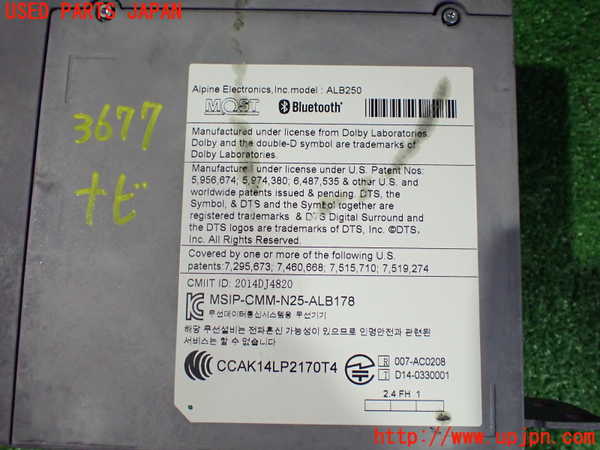 USED PARTS JAPAN
3677
ナビ
Alpine Electronics,Inc.model : ALB250
MOST Bluetooth®
Manufactured under license from Dolby Laboratories.
Dolby and the double-D symbol are trademarks of
Dolby Laboratories.
Manufactured under license under U.S. Patent Nos:
5,956,674; 5,974,380; 6,487,535 & other U.S. and
worldwide patents issued & pending. DTS, the
Symbol, & DTS and the Symbol together are
registered trademarks & DTS Digital Surround and
the DTS logos are trademarks of DTS, Inc. ©DTS,
Inc. All Rights Reserved.
Covered by one or more of the following U.S.
patents:7,295,673; 7,460,668; 7,515,710; 7,519,274
CMIIT ID: 2014DJ4820
MSIP-CMM-N25-ALB178
무선데이터통신시스템용 무선기기
해당 무선설비는 전파혼신 가능성이 있으므로 인명안전과 관련된
서비스는 할 수 없습니다.
CCAK14LP2170T4
R 007-AC0208
T D14-0330001
2.4 FH 1
http://www.upjpn.com/